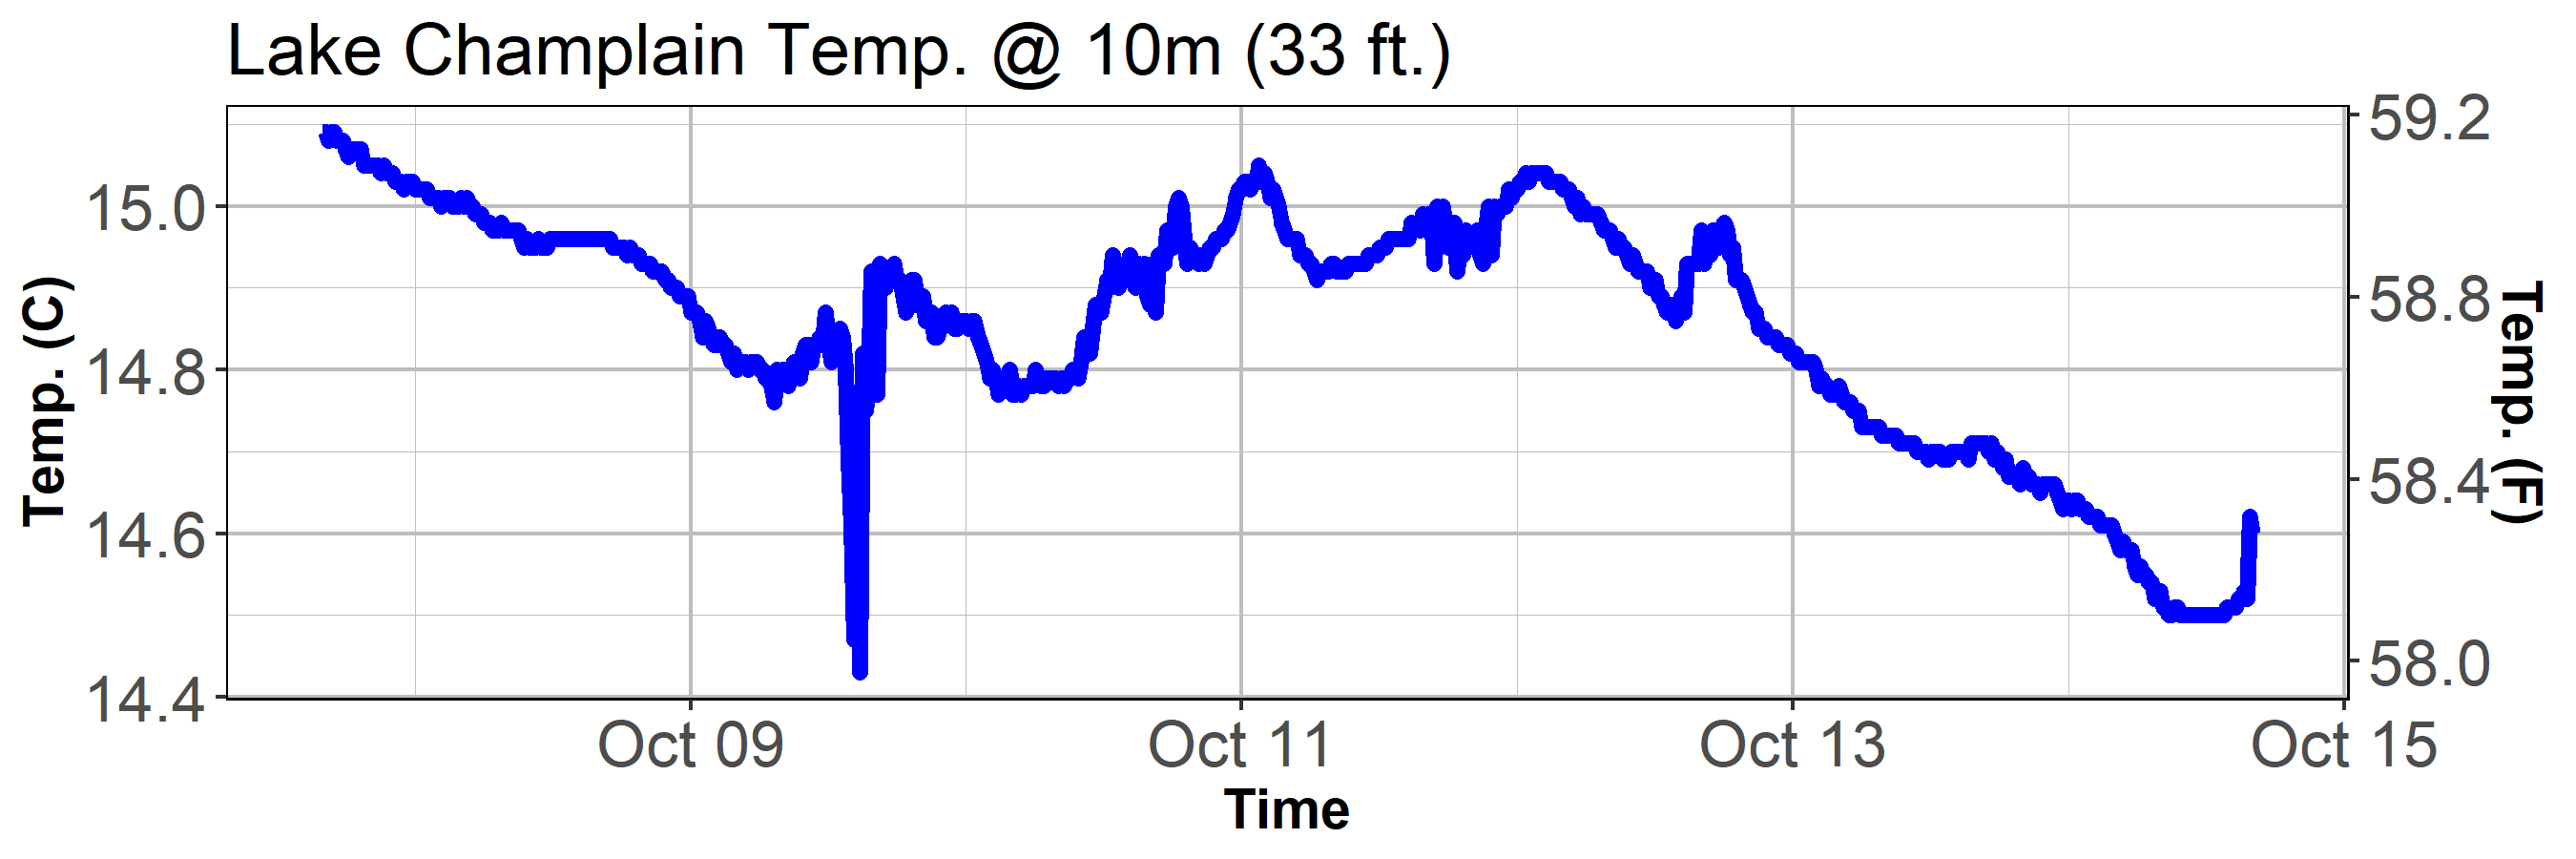 Lake Champlain Temp. @ 10m (33 ft.)
Temp. (C)
15.0
14.8
14.6
14.4
59.2
58.8
58.4
58.0
Temp. (F)
Oct 09 Oct 11 Oct 13 Oct 15
Time